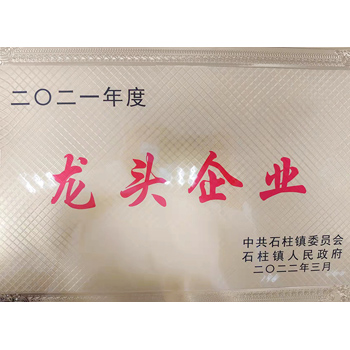 二〇二一年度
龙头企业
中共石柱镇委员会
石柱镇人民政府
二〇二二年三月